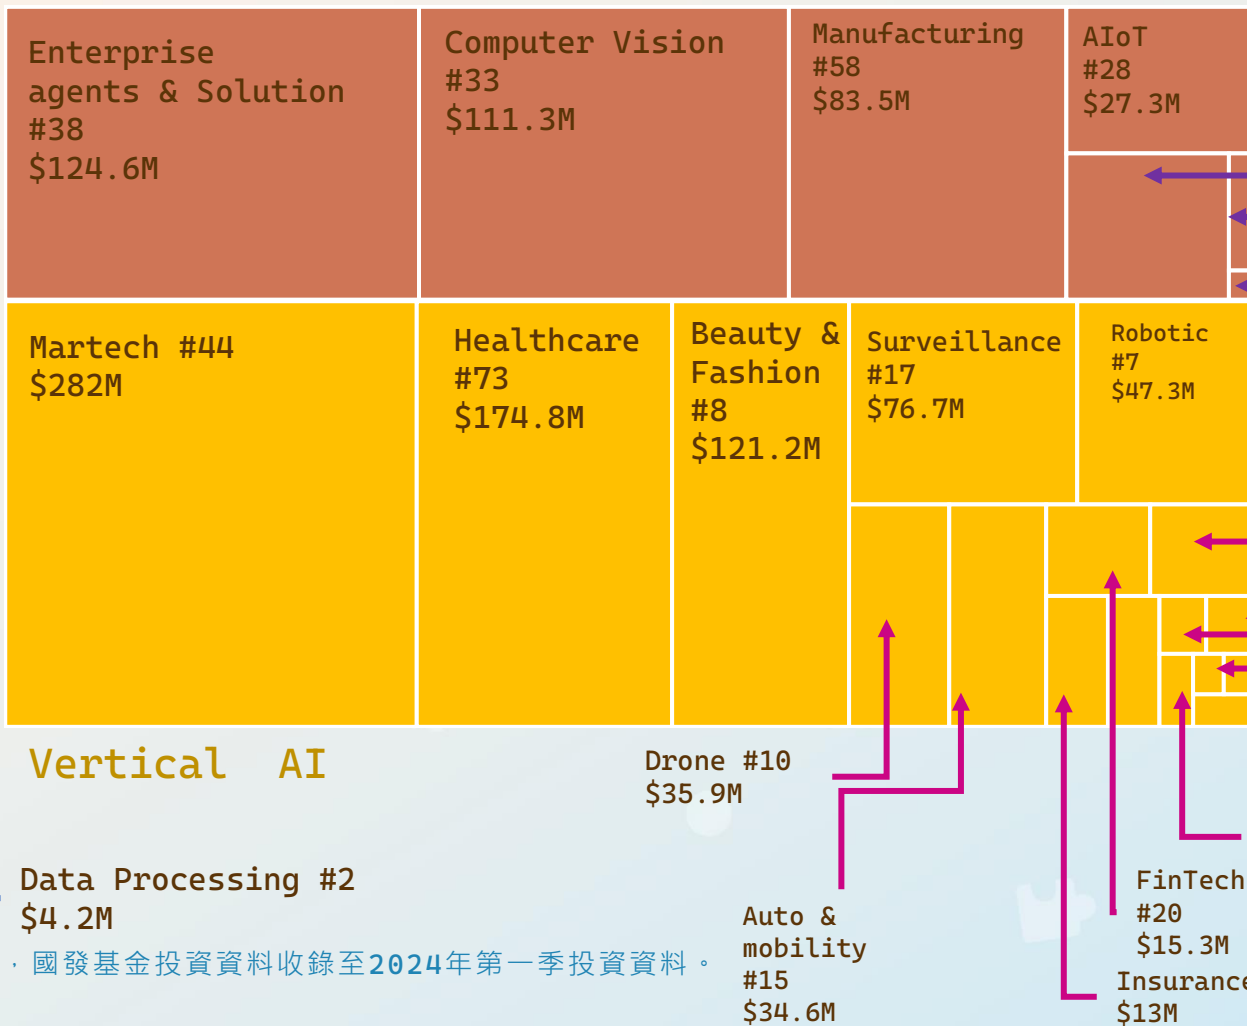 Enterprise
agents & Solution
#38
$124.6M
Computer Vision
#33
$111.3M
Manufacturing
#58
$83.5M
AIoT
#28
$27.3M
Martech #44
$282M
Healthcare
#73
$174.8M
Beauty &
Fashion
#8
$121.2M
Surveillance
#17
$76.7M
Robotic
#7
$47.3M
Vertical AI
Drone #10
$35.9M
Data Processing #2
$4.2M
Auto &
mobility
#15
$34.6M
FinTech
#20
$15.3M
Insurance
$13M
，國發基金投資資料收錄至2024年第一季投資資料。